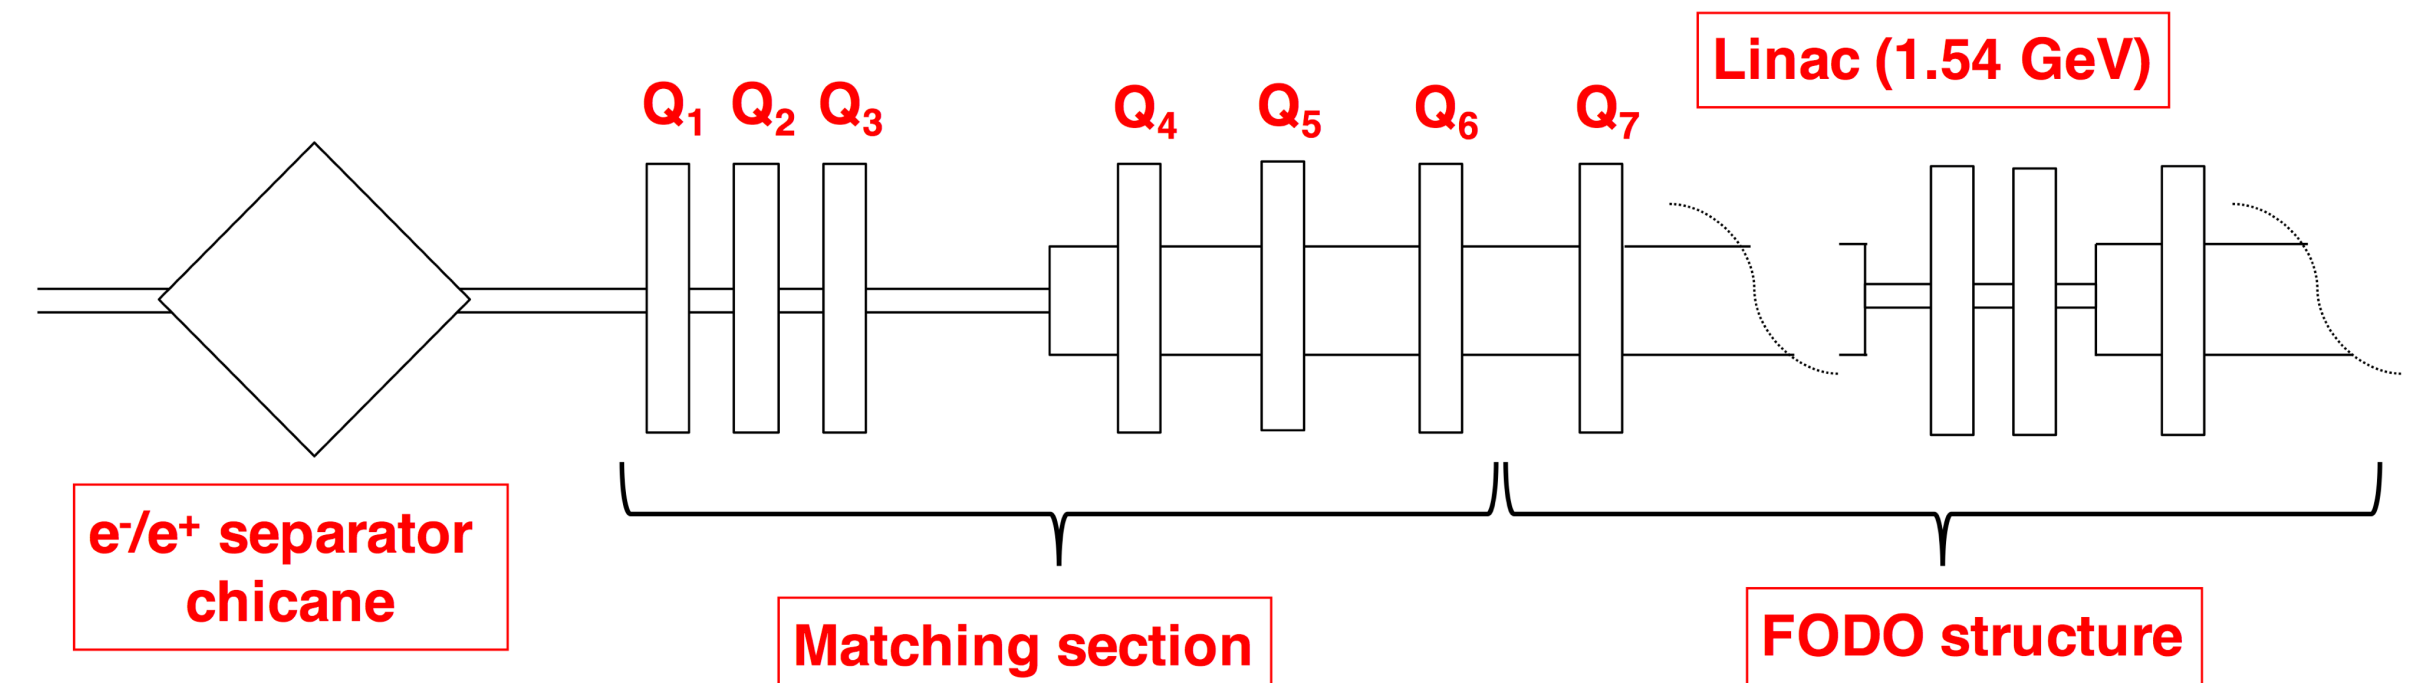 Linac (1.54 GeV)
Q₁ Q₂ Q₃ Q₄ Q₅ Q₆ Q₇
e⁻/e⁺ separator
chicane
Matching section
FODO structure